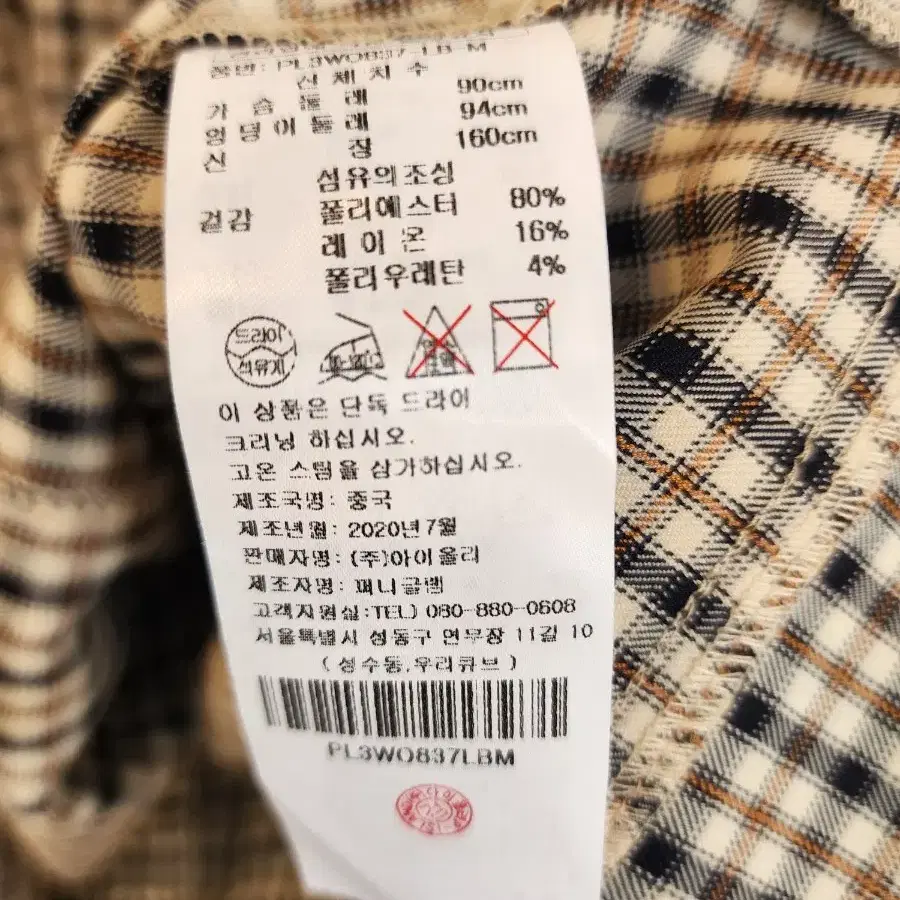 품번: PL3WO837-LB-M
신 체 치 수
가 슴 둘 레 90cm
엉 덩 이 둘 레 94cm
신 장 160cm
섬유의조성
겉감 폴리에스터 80%
레 이 온 16%
폴리우레탄 4%
드라이
석유계
이 상품은 단독 드라이
크리닝 하십시오.
고온 스팀을 삼가하십시오.
제조국명: 중국
제조년월: 2020년7월
판매자명: (주)아이올리
제조자명: 퍼니글뱅
고객지원실:TEL) 080-880-0608
서울특별시 성동구 연무장 11길 10
(성수동,우리큐브)
PL3WO837LBM